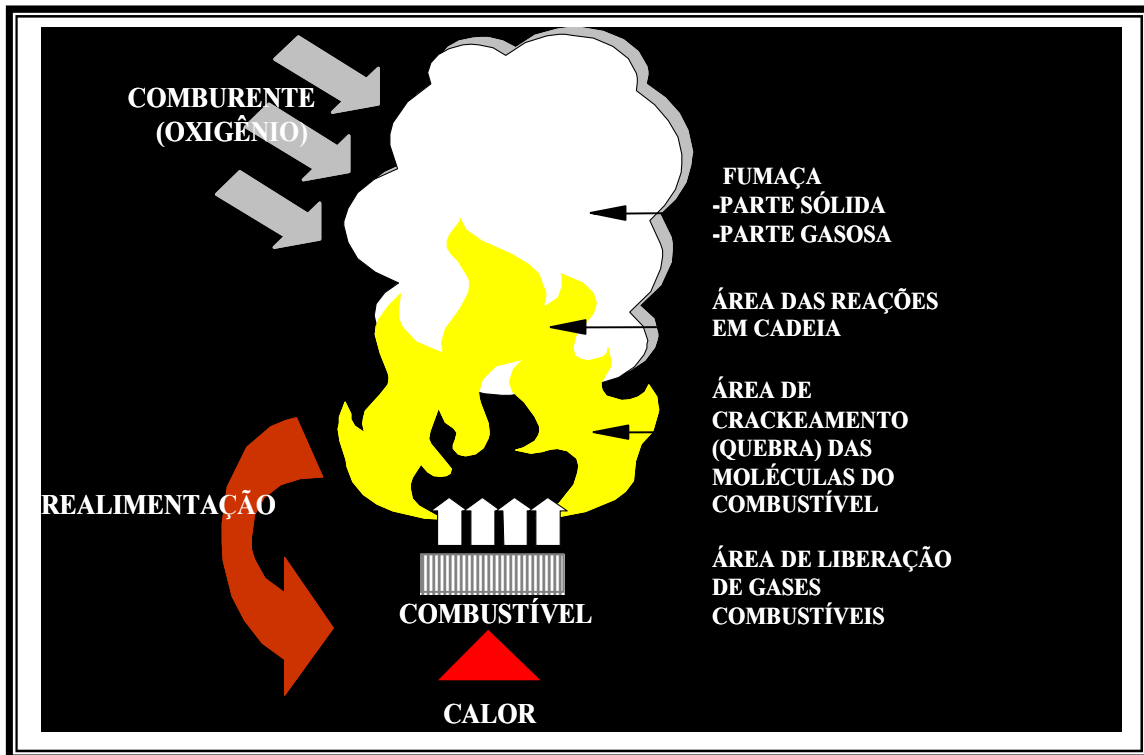 COMBURENTE
(OXIGÊNIO)
FUMAÇA
-PARTE SÓLIDA
-PARTE GASOSA
ÁREA DAS REAÇÕES
EM CADEIA
ÁREA DE
CRACKEAMENTO
(QUEBRA) DAS
MOLÉCULAS DO
COMBUSTÍVEL
REALIMENTAÇÃO
ÁREA DE LIBERAÇÃO
DE GASES
COMBUSTÍVEIS
COMBUSTÍVEL
CALOR